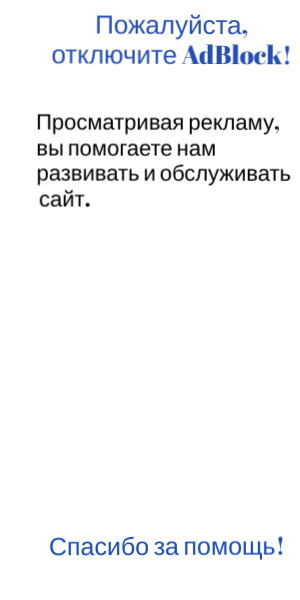 Пожалуйста,
отключите AdBlock!
Просматривая рекламу,
вы помогаете нам
развивать и обслуживать
сайт.
Спасибо за помощь!